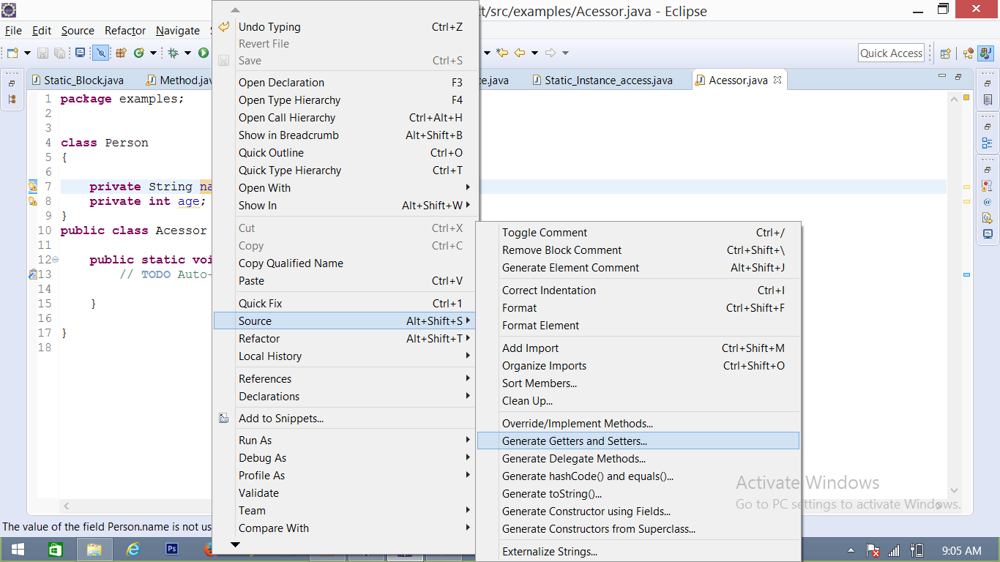 ct/src/examples/Acessor.java - Eclipse
File Edit Source Refactor Navigate
Quick Access
Static_Block.java
Method.jav
ce.java
Static_Instance_access.java
Acessor.java
1 package examples;
2
3
4 class Person
5 {
6
7 private String na
8 private int age;
9 }
10 public class Acessor
11
12 public static voi
13 // TODO Auto-
14
15 }
16
17 }
18
Undo Typing Ctrl+Z
Revert File
Save Ctrl+S
Open Declaration F3
Open Type Hierarchy F4
Open Call Hierarchy Ctrl+Alt+H
Show in Breadcrumb Alt+Shift+B
Quick Outline Ctrl+O
Quick Type Hierarchy Ctrl+T
Open With
Show In Alt+Shift+W
Cut Ctrl+X
Copy Ctrl+C
Copy Qualified Name
Paste Ctrl+V
Quick Fix Ctrl+1
Source Alt+Shift+S
Refactor Alt+Shift+T
Local History
References
Declarations
Add to Snippets...
Run As
Debug As
Profile As
Validate
Team
Compare With
Toggle Comment Ctrl+/
Remove Block Comment Ctrl+Shift+\
Generate Element Comment Alt+Shift+J
Correct Indentation Ctrl+I
Format Ctrl+Shift+F
Format Element
Add Import Ctrl+Shift+M
Organize Imports Ctrl+Shift+O
Sort Members...
Clean Up...
Override/Implement Methods...
Generate Getters and Setters...
Generate Delegate Methods...
Generate hashCode() and equals()...
Generate toString()...
Generate Constructor using Fields...
Generate Constructors from Superclass...
Externalize Strings...
Activate Windows
Go to PC settings to activate Windows.
The value of the field Person.name is not us
Ps
9:05 AM